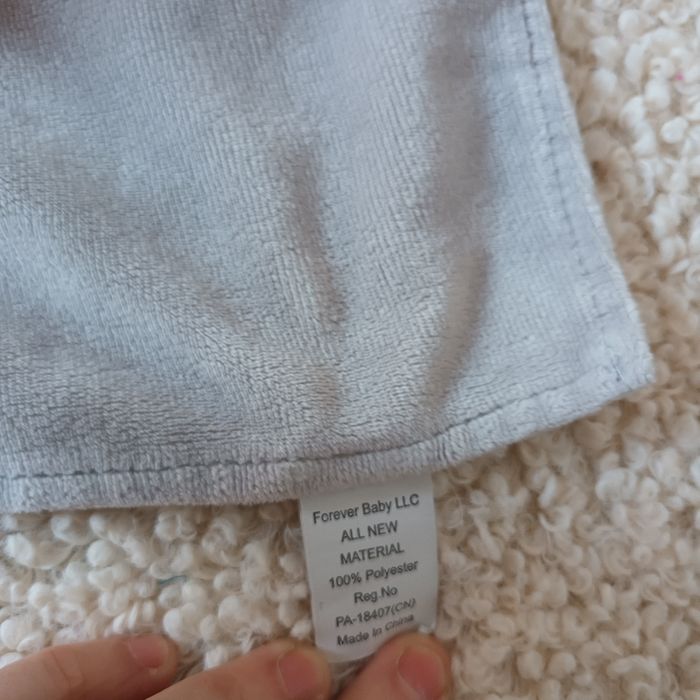 Forever Baby LLC
ALL NEW
MATERIAL
100% Polyester
Reg.No
PA-18407(CN)
Made In China